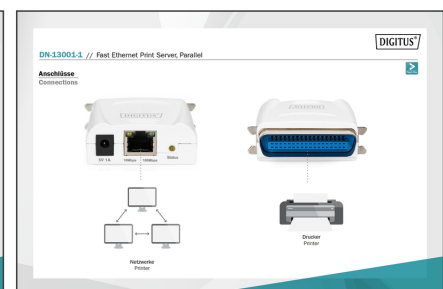 DIGITUS®
DN-13001-1 // Fast Ethernet Print Server, Parallel
Anschlüsse
Connections
DIGITUS
5V 1A
10Mbps
100Mbps
Status
Netzwerke
Printer
Drucker
Printer